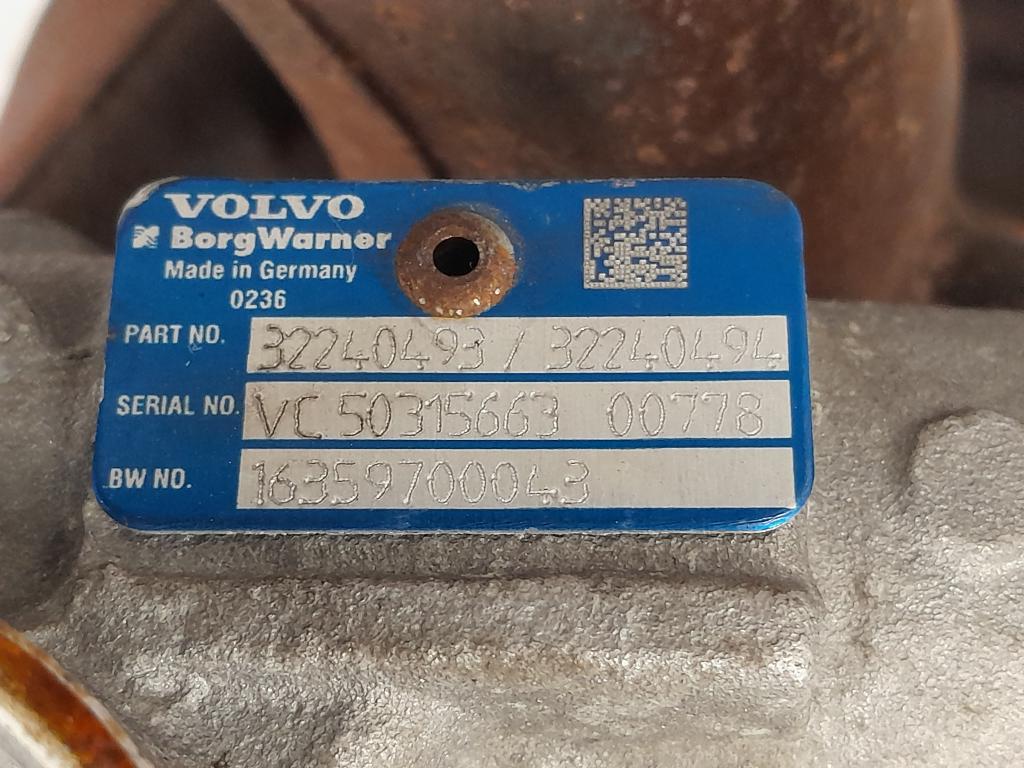 VOLVO
BorgWarner
Made in Germany
0236
PART NO. 32240493 / 32240494
SERIAL NO. VC 50315663 00778
BW NO. 16359700043